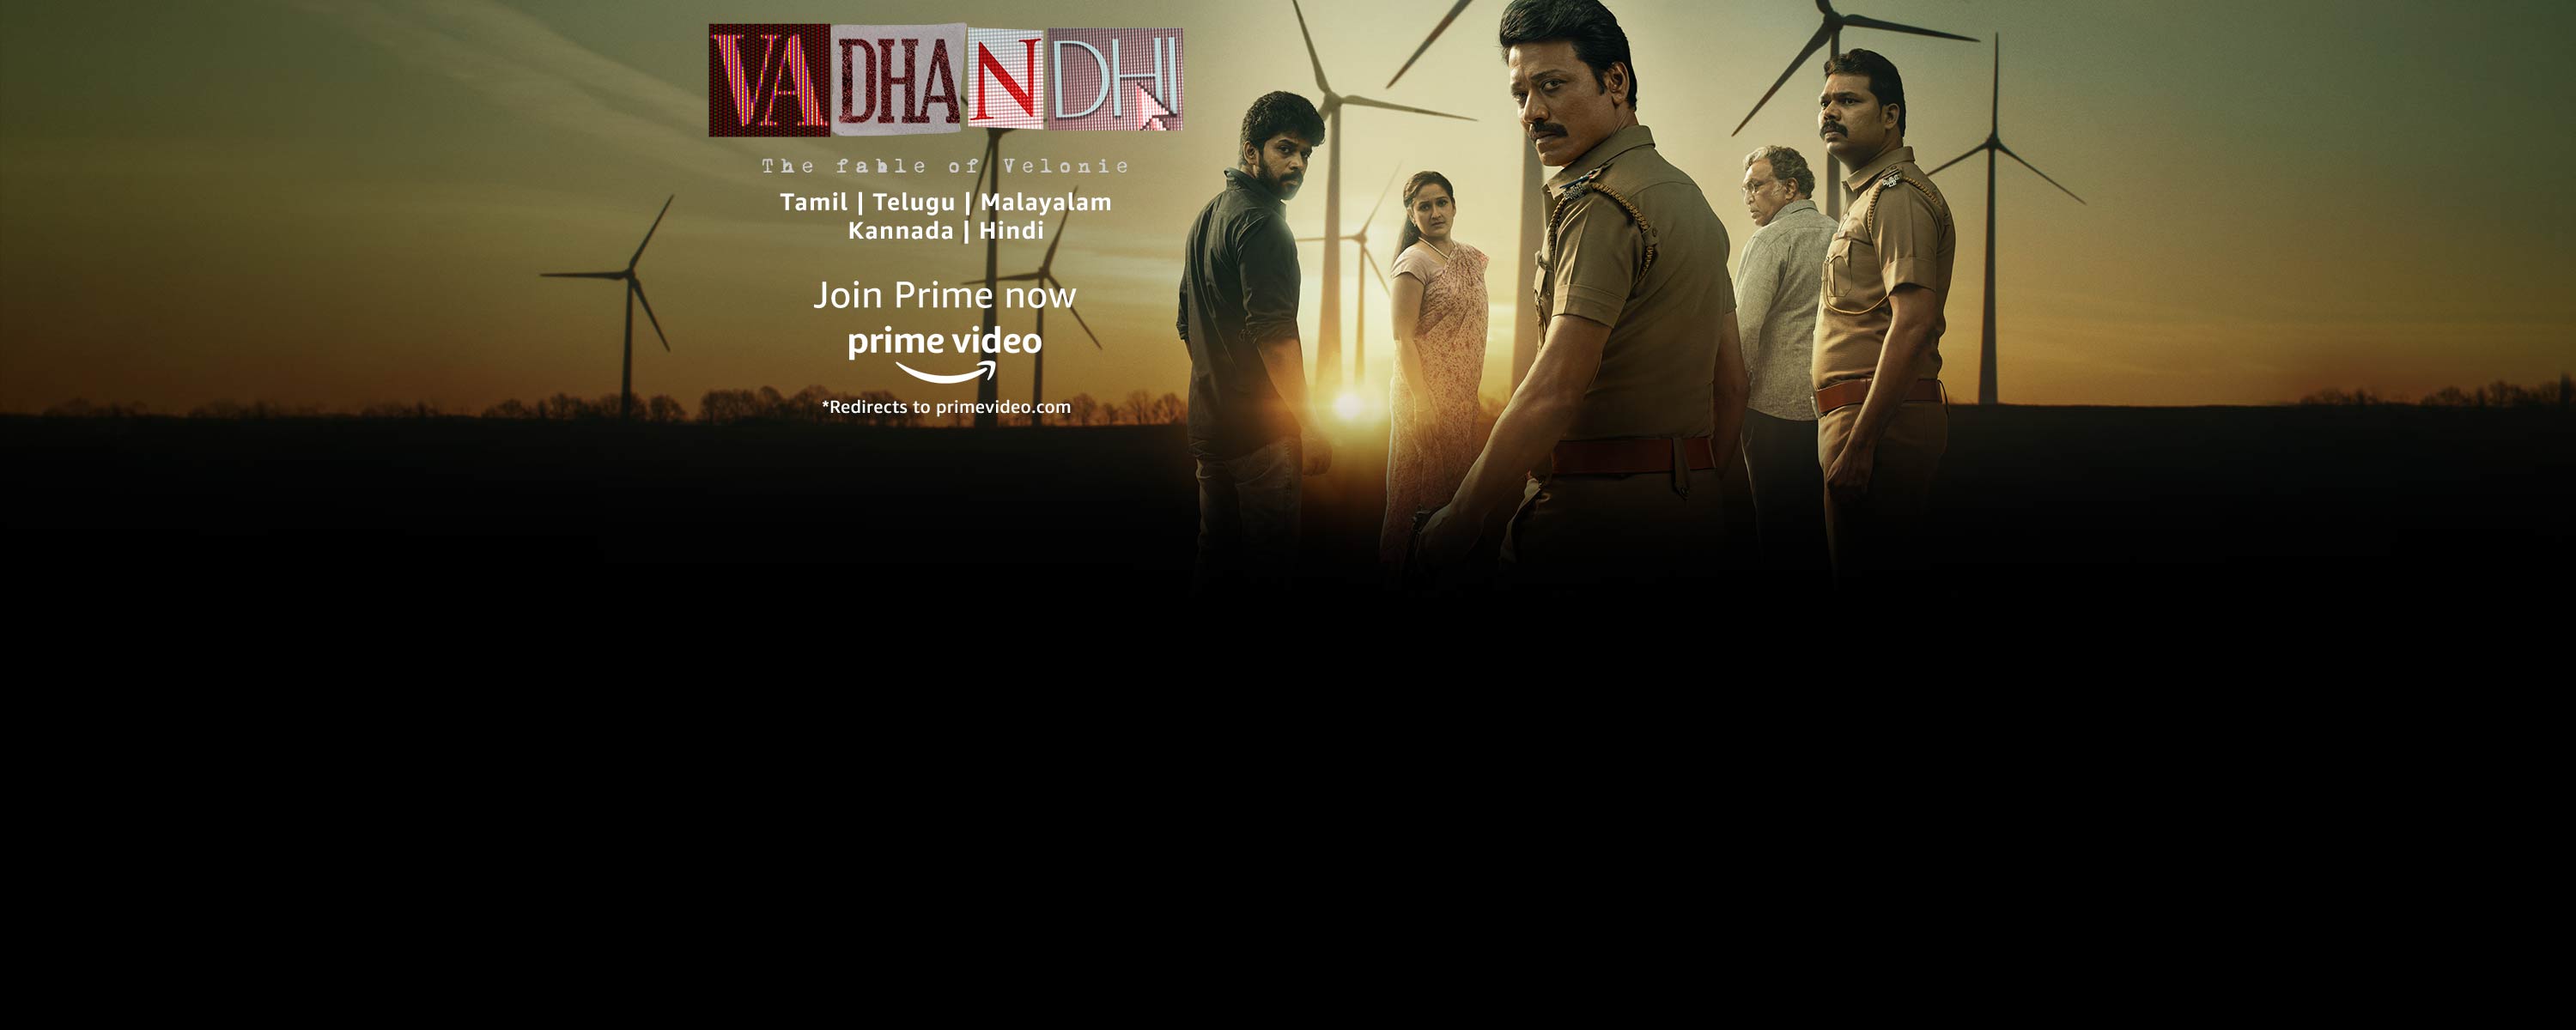 VADHANDHI
The fable of Velonie
Tamil | Telugu | Malayalam
Kannada | Hindi
Join Prime now
prime video
*Redirects to primevideo.com